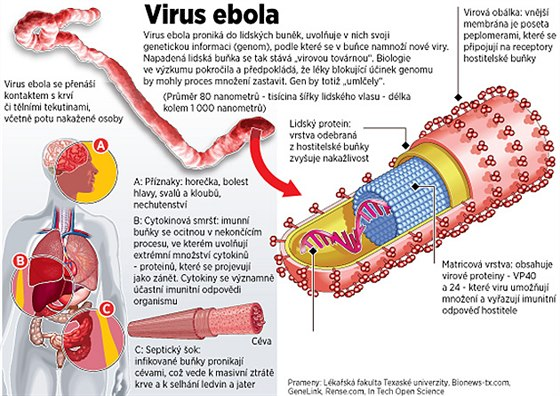 Virus ebola
Virus ebola proniká do lidských buněk, uvolňuje v nich svoji
genetickou informaci (genom), podle které se v buňce namnoží nové viry.
Napadená lidská buňka se tak stává „virovou továrnou". Biologie
ve výzkumu pokročila a předpokládá, že léky blokující účinek genomu
by mohly proces množení zastavit. Gen by totiž „umlčely".
(Průměr 80 nanometrů - tisícina šířky lidského vlasu - délka
kolem 1 000 nanometrů)
Virová obálka: vnější
membrána je poseta
peplomerami, které se
připojují na receptory
hostitelské buňky
Virus ebola se přenáší
kontaktem s krví
či tělními tekutinami,
včetně potu nakažené osoby
Lidský protein:
vrstva odebraná
z hostitelské buňky
zvyšuje nakažlivost
A
A: Příznaky: horečka, bolest
hlavy, svalů a kloubů,
nechutenství
B
B: Cytokinová smršť: imunní
buňky se ocitnou v nekončícím
procesu, ve kterém uvolňují
extrémní množství cytokinů
- proteinů, které se projevují
jako zánět. Cytokiny se významně
účastní imunitní odpovědi
organismu
Matricová vrstva: obsahuje
virové proteiny - VP40
a 24 - které viru umožňují
množení a vyřazují imunitní
odpověď hostitele
C
Céva
C: Septický šok:
infikované buňky pronikají
cévami, což vede k masivní ztrátě
krve a k selhání ledvin a jater
Prameny: Lékařská fakulta Texaské univerzity, Bionews-tx.com,
GeneLink, Rense.com, In Tech Open Science